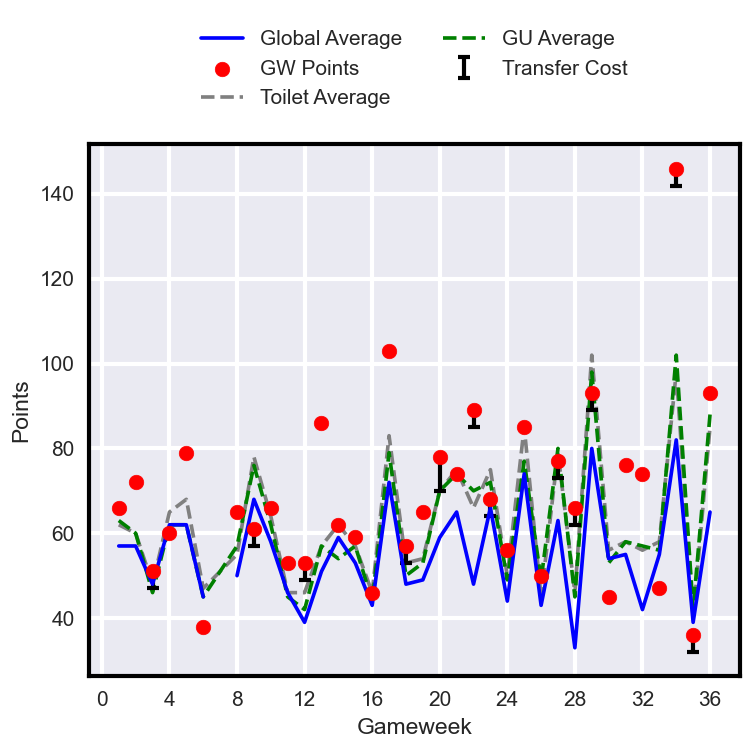 Global Average
GU Average
GW Points
Transfer Cost
Toilet Average
Points
140
120
100
80
60
40
0 4 8 12 16 20 24 28 32 36
Gameweek